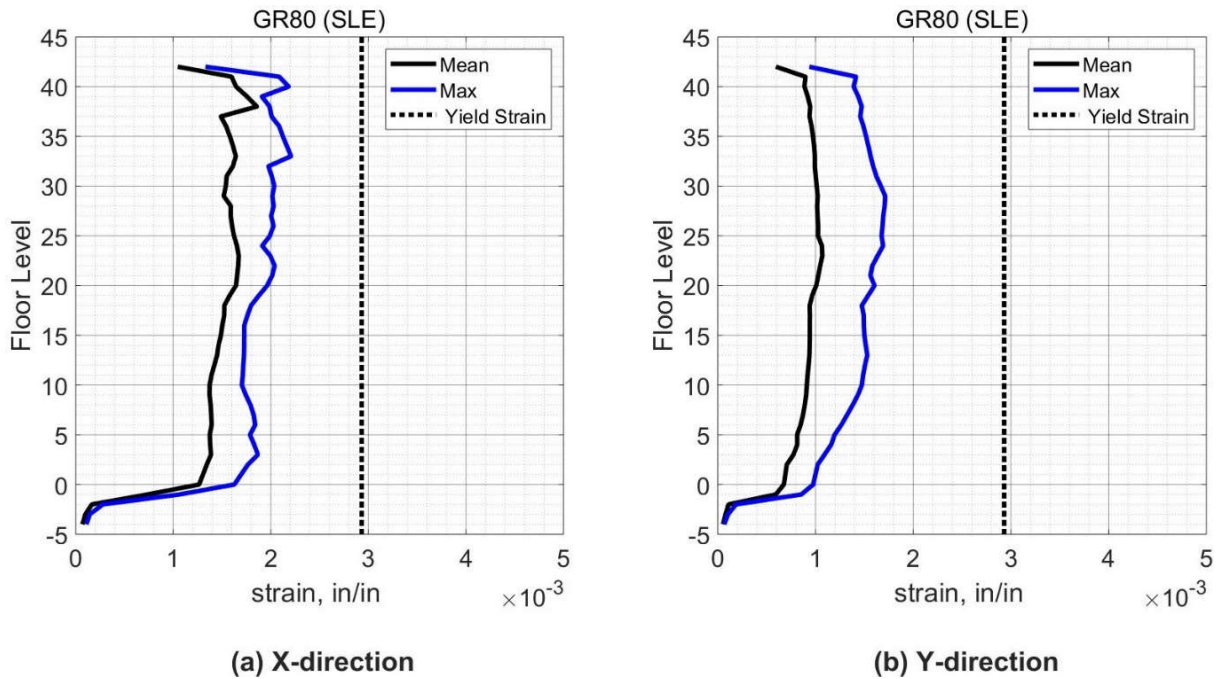 GR80 (SLE)
45
40
35
30
25
20
15
10
5
0
-5
Floor Level
Mean
Max
Yield Strain
0 1 2 3 4 5
strain, in/in
×10⁻³
(a) X-direction
GR80 (SLE)
45
40
35
30
25
20
15
10
5
0
-5
Floor Level
Mean
Max
Yield Strain
0 1 2 3 4 5
strain, in/in
×10⁻³
(b) Y-direction